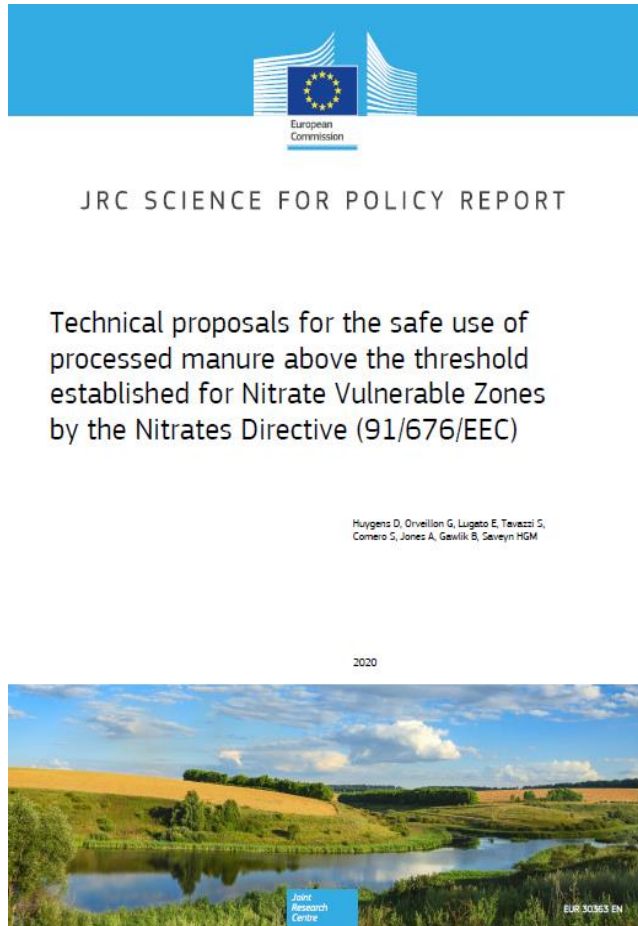 European
Commission
JRC SCIENCE FOR POLICY REPORT
Technical proposals for the safe use of
processed manure above the threshold
established for Nitrate Vulnerable Zones
by the Nitrates Directive (91/676/EEC)
Huygens D, Orveillon G, Lugato E, Tavazzi S,
Comero S, Jones A, Gawlik B, Saveyn HGM
2020
Joint
Research
Centre
EUR 30363 EN